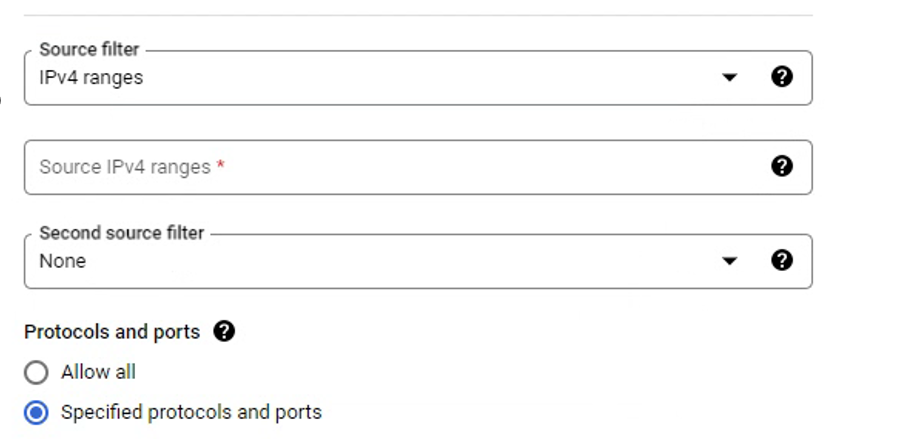 Source filter
IPv4 ranges
Source IPv4 ranges *
Second source filter
None
Protocols and ports
Allow all
Specified protocols and ports